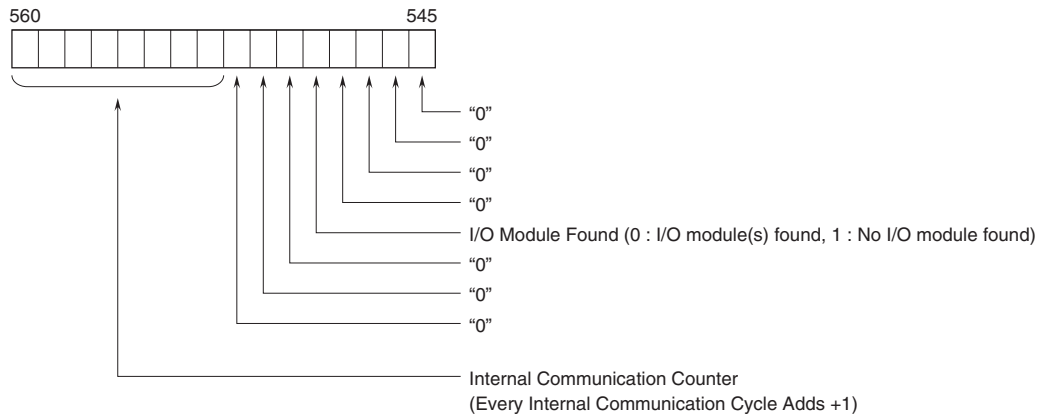 560 545
“0”
“0”
“0”
“0”
I/O Module Found (0 : I/O module(s) found, 1 : No I/O module found)
“0”
“0”
“0”
Internal Communication Counter
(Every Internal Communication Cycle Adds +1)